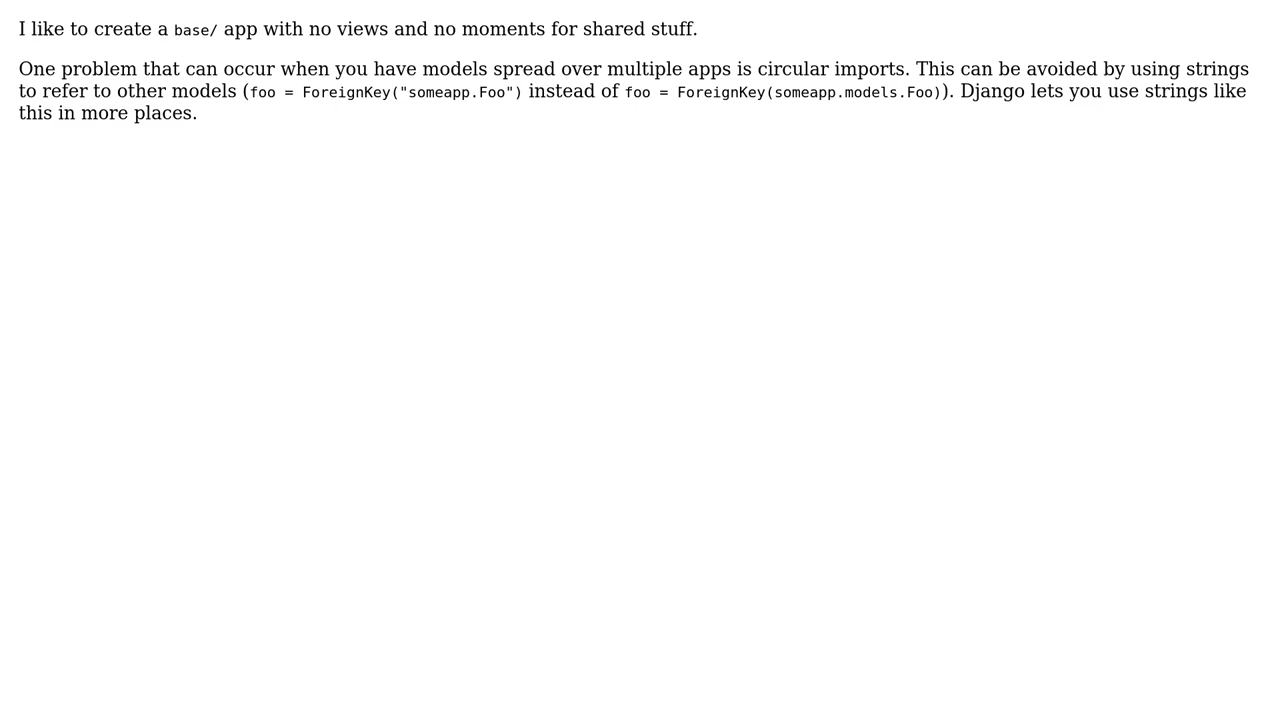 I like to create a base/ app with no views and no moments for shared stuff.
One problem that can occur when you have models spread over multiple apps is circular imports. This can be avoided by using strings
to refer to other models (foo = ForeignKey("someapp.Foo") instead of foo = ForeignKey(someapp.models.Foo)). Django lets you use strings like
this in more places.